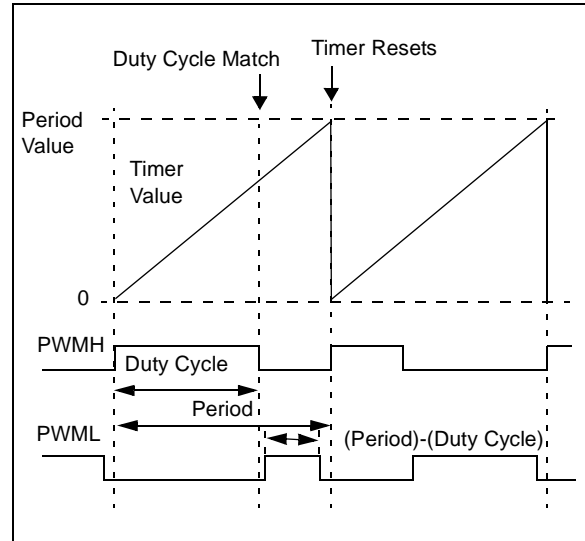 Timer Resets
Duty Cycle Match
Period
Value
Timer
Value
0
PWMH
Duty Cycle
Period
PWML
(Period)-(Duty Cycle)